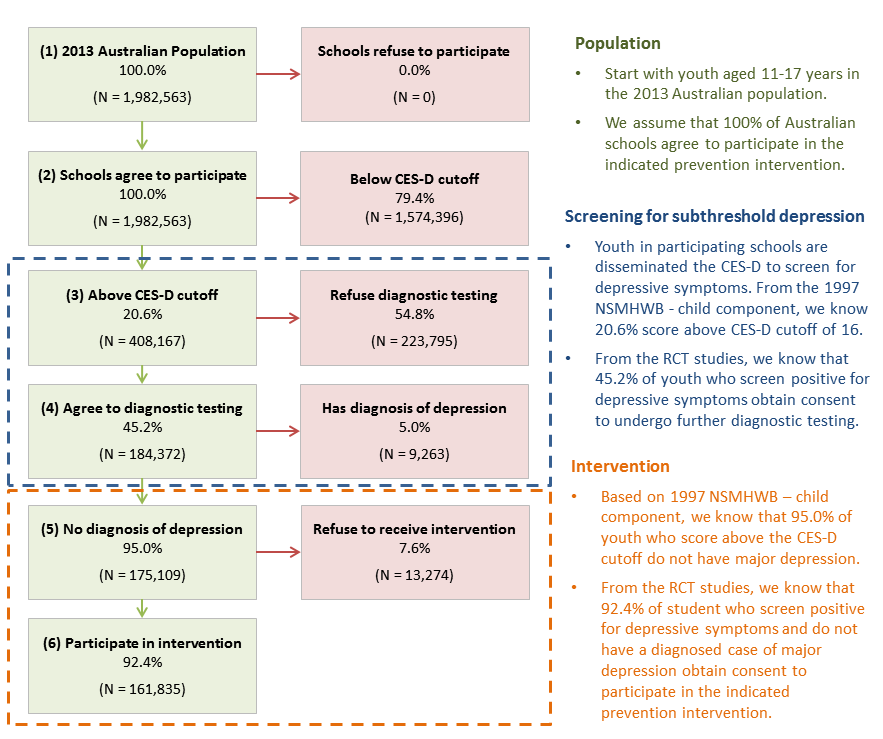 (1) 2013 Australian Population
100.0%
(N = 1,982,563)
Schools refuse to participate
0.0%
(N = 0)
(2) Schools agree to participate
100.0%
(N = 1,982,563)
Below CES-D cutoff
79.4%
(N = 1,574,396)
(3) Above CES-D cutoff
20.6%
(N = 408,167)
Refuse diagnostic testing
54.8%
(N = 223,795)
(4) Agree to diagnostic testing
45.2%
(N = 184,372)
Has diagnosis of depression
5.0%
(N = 9,263)
(5) No diagnosis of depression
95.0%
(N = 175,109)
Refuse to receive intervention
7.6%
(N = 13,274)
(6) Participate in intervention
92.4%
(N = 161,835)
Population
• Start with youth aged 11-17 years in
the 2013 Australian population.
• We assume that 100% of Australian
schools agree to participate in the
indicated prevention intervention.
Screening for subthreshold depression
• Youth in participating schools are
disseminated the CES-D to screen for
depressive symptoms. From the 1997
NSMHWB - child component, we know
20.6% score above CES-D cutoff of 16.
• From the RCT studies, we know that
45.2% of youth who screen positive for
depressive symptoms obtain consent
to undergo further diagnostic testing.
Intervention
• Based on 1997 NSMHWB – child
component, we know that 95.0% of
youth who score above the CES-D
cutoff do not have major depression.
• From the RCT studies, we know that
92.4% of student who screen positive
for depressive symptoms and do not
have a diagnosed case of major
depression obtain consent to
participate in the indicated
prevention intervention.